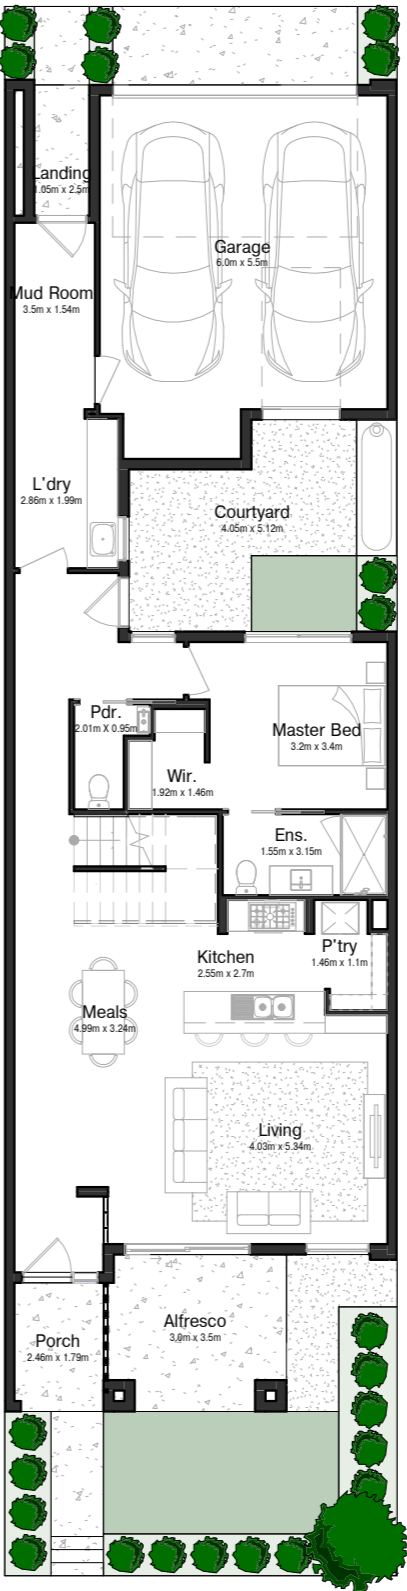 Landing
1.05m x 2.5m
Garage
6.0m x 5.5m
Mud Room
3.5m x 1.54m
L'dry
2.86m x 1.99m
Courtyard
4.05m x 5.12m
Pdr.
2.01m X 0.95m
Master Bed
3.2m x 3.4m
Wir.
1.92m x 1.46m
Ens.
1.55m x 3.15m
Kitchen
2.55m x 2.7m
P'try
1.46m x 1.1m
Meals
4.99m x 3.24m
Living
4.03m x 5.34m
Alfresco
3.0m x 3.5m
Porch
2.46m x 1.79m